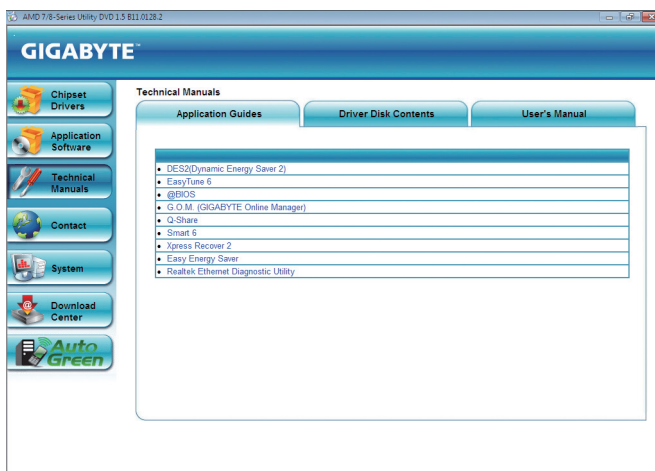 AMD 7/8-Series Utility DVD 1.5 B11.0128.2
GIGABYTE™
Chipset
Drivers
Application
Software
Technical
Manuals
Contact
System
Download
Center
Auto
Green
Technical Manuals
Application Guides
Driver Disk Contents
User's Manual
• DES2(Dynamic Energy Saver 2)
• EasyTune 6
• @BIOS
• G.O.M. (GIGABYTE Online Manager)
• Q-Share
• Smart 6
• Xpress Recover 2
• Easy Energy Saver
• Realtek Ethernet Diagnostic Utility